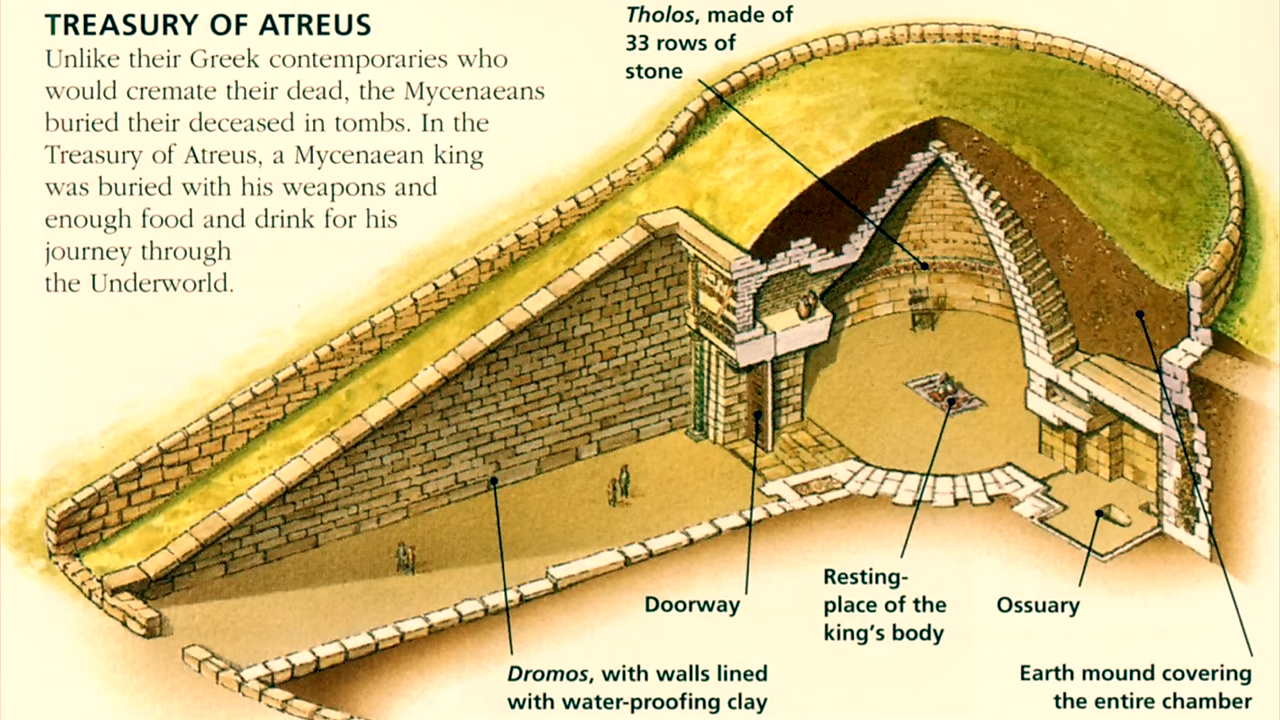 TREASURY OF ATREUS
Unlike their Greek contemporaries who
would cremate their dead, the Mycenaeans
buried their deceased in tombs. In the
Treasury of Atreus, a Mycenaean king
was buried with his weapons and
enough food and drink for his
journey through
the Underworld.
Tholos, made of
33 rows of
stone
Doorway
Resting-
place of the
king's body
Ossuary
Dromos, with walls lined
with water-proofing clay
Earth mound covering
the entire chamber